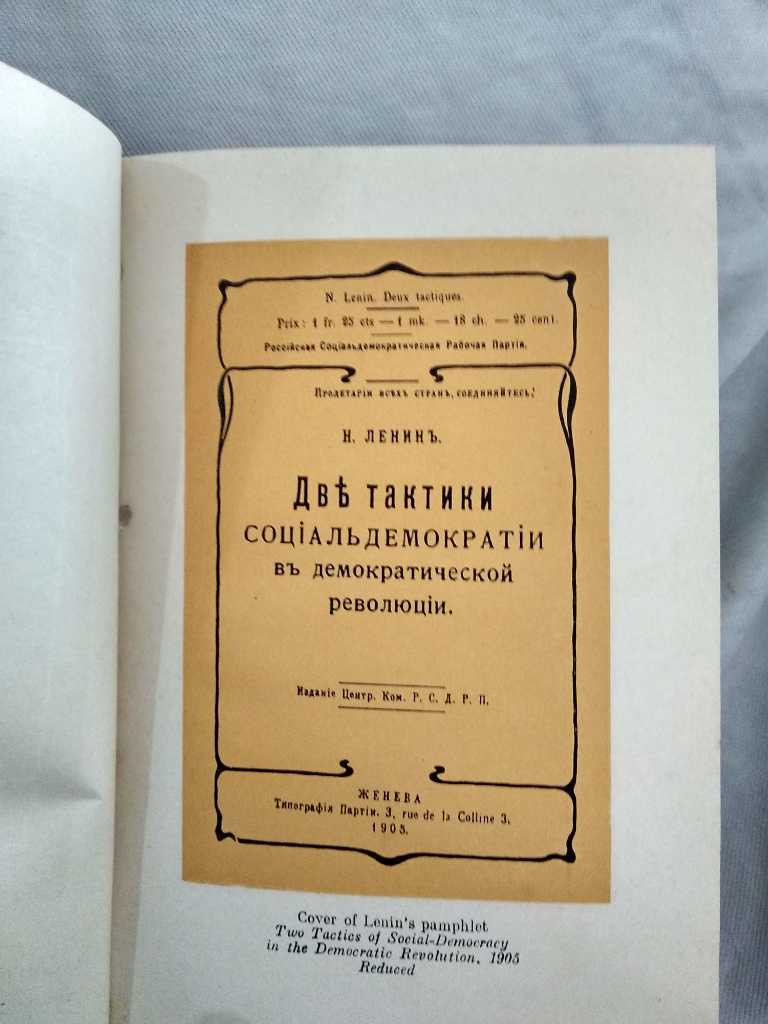 N. Lenin. Deux tactiques.
Prix: 1 fr. 25 cts — 1 mk. — 18 ch. — 25 cent.
Россійская Соціальдемократическая Рабочая Партія.
Пролетаріи всѣхъ странъ, соединяйтесь!
Н. ЛЕНИНЪ.
Двѣ тактики
СОЦІАЛЬДЕМОКРАТІИ
въ демократической
революціи.
Изданіе Центр. Ком. Р. С. Д. Р. П.
ЖЕНЕВА
Типографія Партіи. 3, rue de la Colline 3.
1905.
Cover of Lenin's pamphlet
Two Tactics of Social-Democracy
in the Democratic Revolution, 1905
Reduced